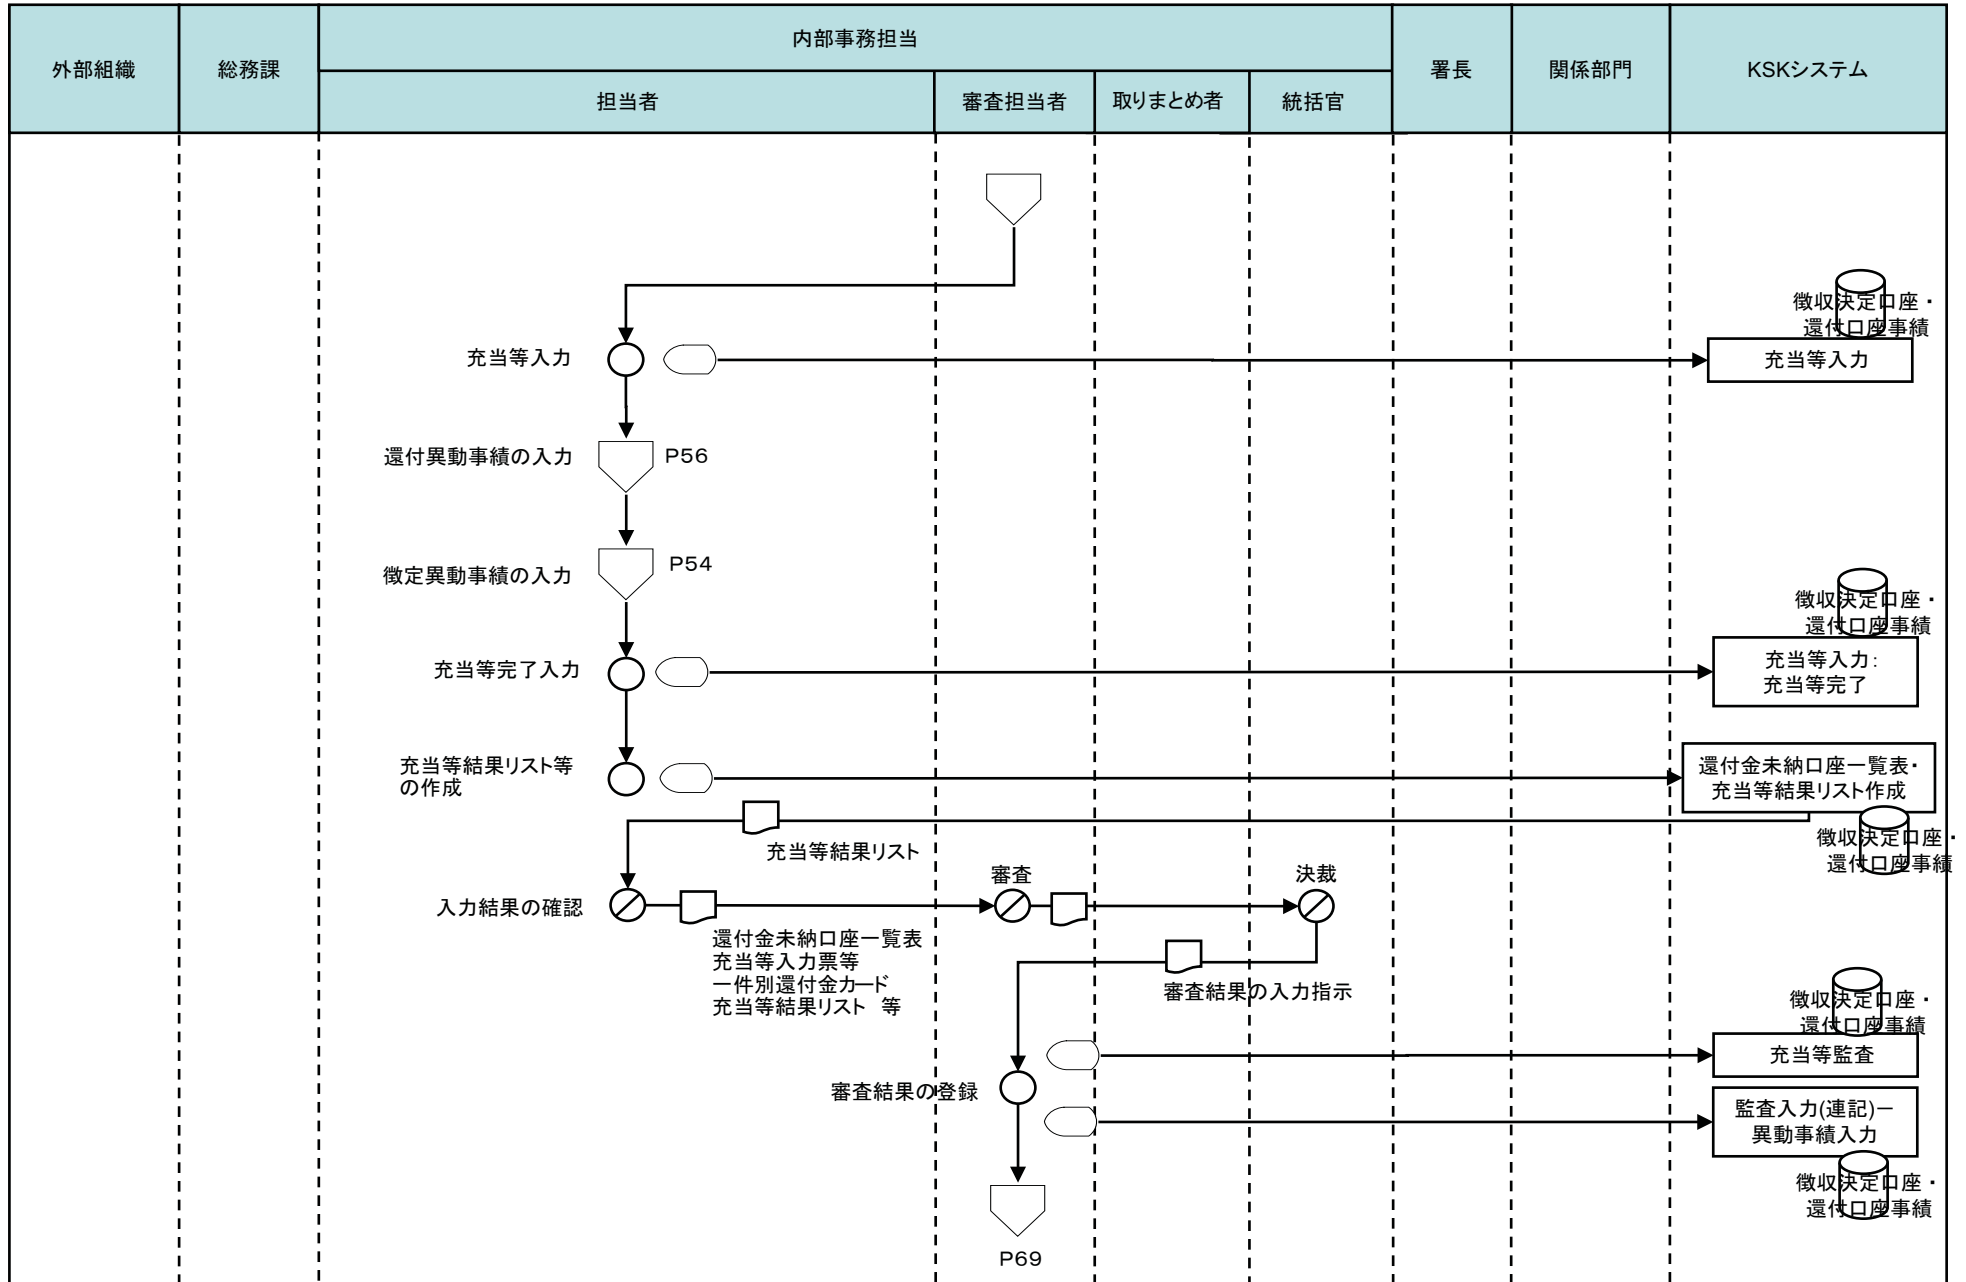 外部組織
総務課
内部事務担当
担当者
審査担当者
取りまとめ者
統括官
署長
関係部門
KSKシステム
徴収決定口座・
還付口座事績
充当等入力
充当等入力
還付異動事績の入力
P56
徴定異動事績の入力
P54
徴収決定口座・
還付口座事績
充当等完了入力
充当等入力:
充当等完了
充当等結果リスト等
の作成
還付金未納口座一覧表・
充当等結果リスト作成
徴収決定口座・
還付口座事績
充当等結果リスト
入力結果の確認
審査
決裁
還付金未納口座一覧表
充当等入力票等
一件別還付金カード
充当等結果リスト 等
審査結果の入力指示
徴収決定口座・
還付口座事績
充当等監査
審査結果の登録
監査入力(連記)－
異動事績入力
徴収決定口座・
還付口座事績
P69